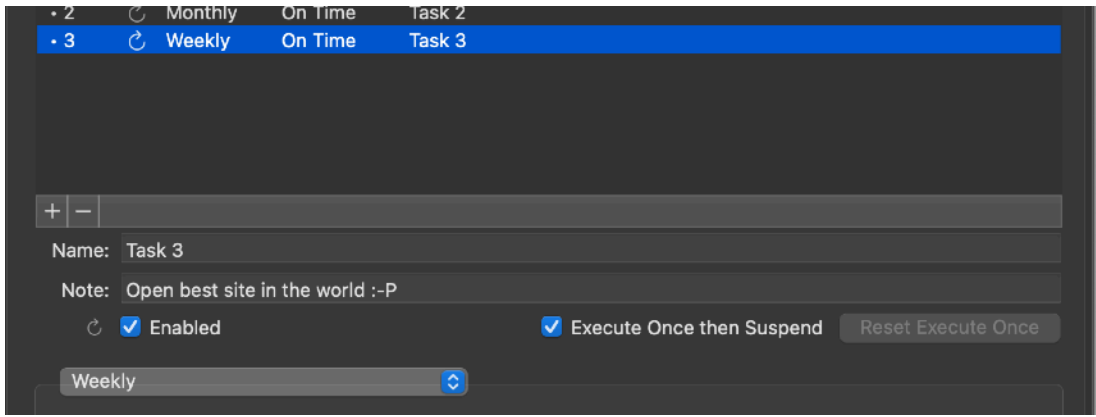 • 2 Monthly On Time Task 2
• 3 Weekly On Time Task 3
Name: Task 3
Note: Open best site in the world :-P
Enabled Execute Once then Suspend Reset Execute Once
Weekly